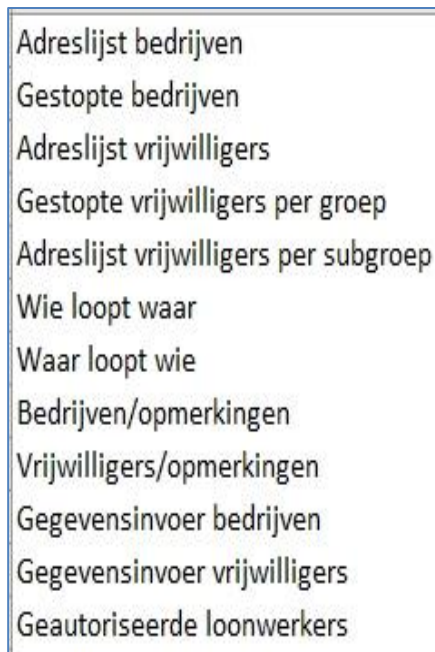 Adreslijst bedrijven
Gestopte bedrijven
Adreslijst vrijwilligers
Gestopte vrijwilligers per groep
Adreslijst vrijwilligers per subgroep
Wie loopt waar
Waar loopt wie
Bedrijven/opmerkingen
Vrijwilligers/opmerkingen
Gegevensinvoer bedrijven
Gegevensinvoer vrijwilligers
Geautoriseerde loonwerkers